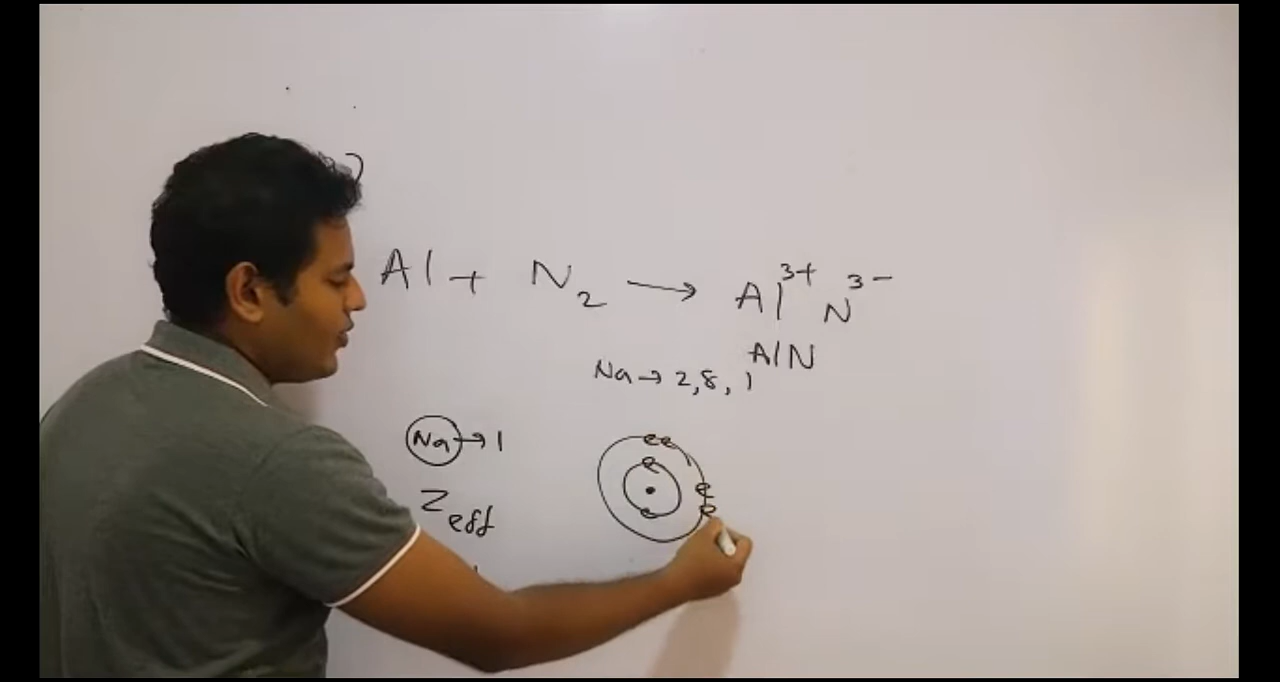 Al + N₂ → Al³⁺ N³⁻
AlN
Na → 2, 8, 1
Na → 1
Zeff
e e
e
e
e
e